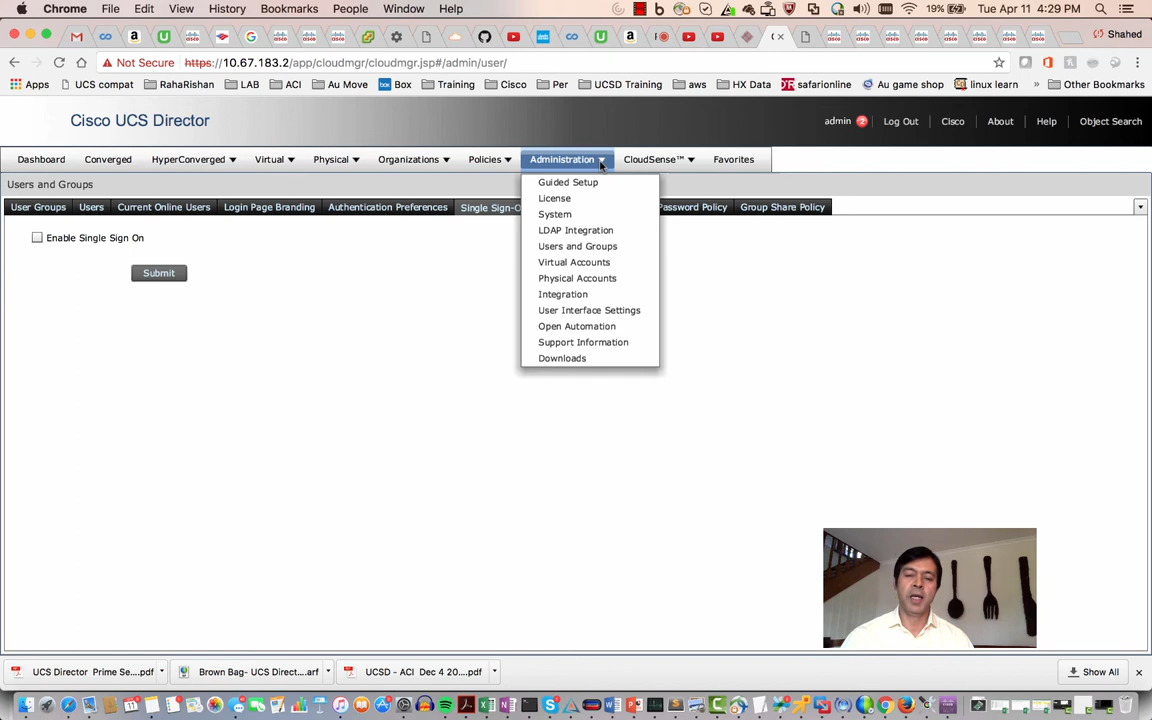 Chrome File Edit View History Bookmarks People Window Help 19% Tue Apr 11 4:29 PM
Shahed
Not Secure https://10.67.183.2/app/cloudmgr/cloudmgr.jsp#/admin/user/
Apps UCS compat RahaRishan LAB ACI Au Move Box Training Cisco Per UCSD Training aws HX Data safarionline Au game shop linux learn » Other Bookmarks
Cisco UCS Director
admin 2 Log Out Cisco About Help Object Search
Dashboard Converged HyperConverged Virtual Physical Organizations Policies Administration CloudSense™ Favorites
Users and Groups
User Groups Users Current Online Users Login Page Branding Authentication Preferences Single Sign-O Password Policy Group Share Policy
Enable Single Sign On
Submit
Guided Setup
License
System
LDAP Integration
Users and Groups
Virtual Accounts
Physical Accounts
Integration
User Interface Settings
Open Automation
Support Information
Downloads
UCS Director Prime Se....pdf Brown Bag- UCS Direct....arf UCSD - ACI Dec 4 20....pdf Show All